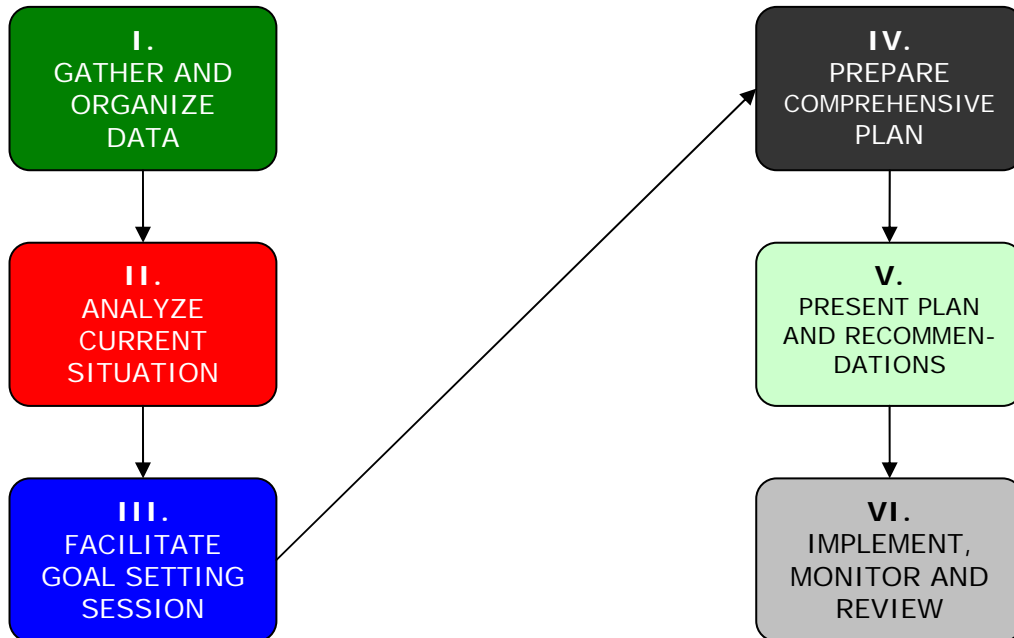 I.
GATHER AND
ORGANIZE
DATA
II.
ANALYZE
CURRENT
SITUATION
III.
FACILITATE
GOAL SETTING
SESSION
IV.
PREPARE
COMPREHENSIVE
PLAN
V.
PRESENT PLAN
AND RECOMMEN-
DATIONS
VI.
IMPLEMENT,
MONITOR AND
REVIEW